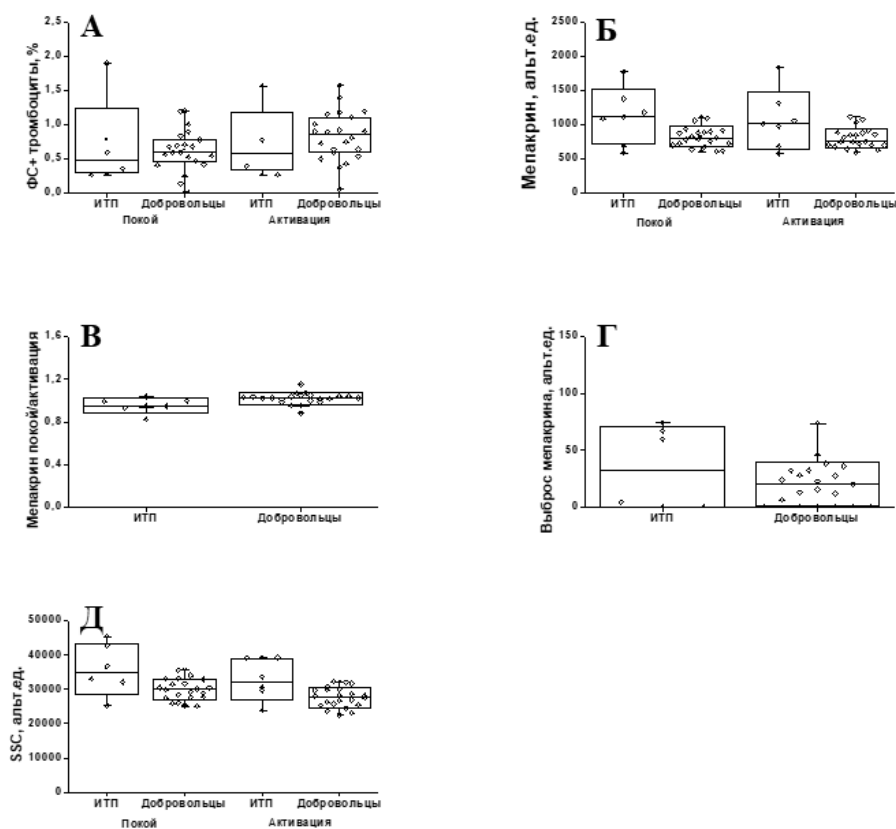 А
ФС+ тромбоциты, %
2,5
2,0
1,5
1,0
0,5
0,0
ИТП Добровольцы ИТП Добровольцы
Покой Активация
Б
Мепакрин, альт.ед.
2500
2000
1500
1000
500
0
ИТП Добровольцы ИТП Добровольцы
Покой Активация
В
Мепакрин покой/активация
1,6
1,2
0,8
0,4
0,0
ИТП Добровольцы
Г
Выброс мепакрина, альт.ед.
150
100
50
0
ИТП Добровольцы
Д
SSC, альт.ед.
50000
40000
30000
20000
10000
0
ИТП Добровольцы ИТП Добровольцы
Покой Активация